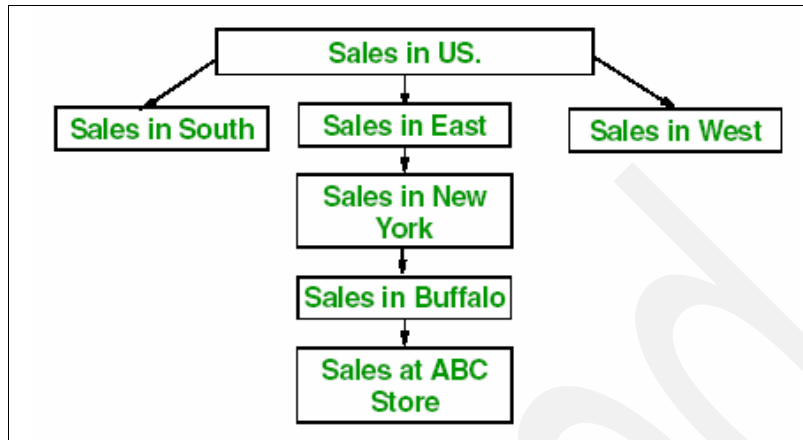 Sales in US.
Sales in South
Sales in East
Sales in West
Sales in New
York
Sales in Buffalo
Sales at ABC
Store